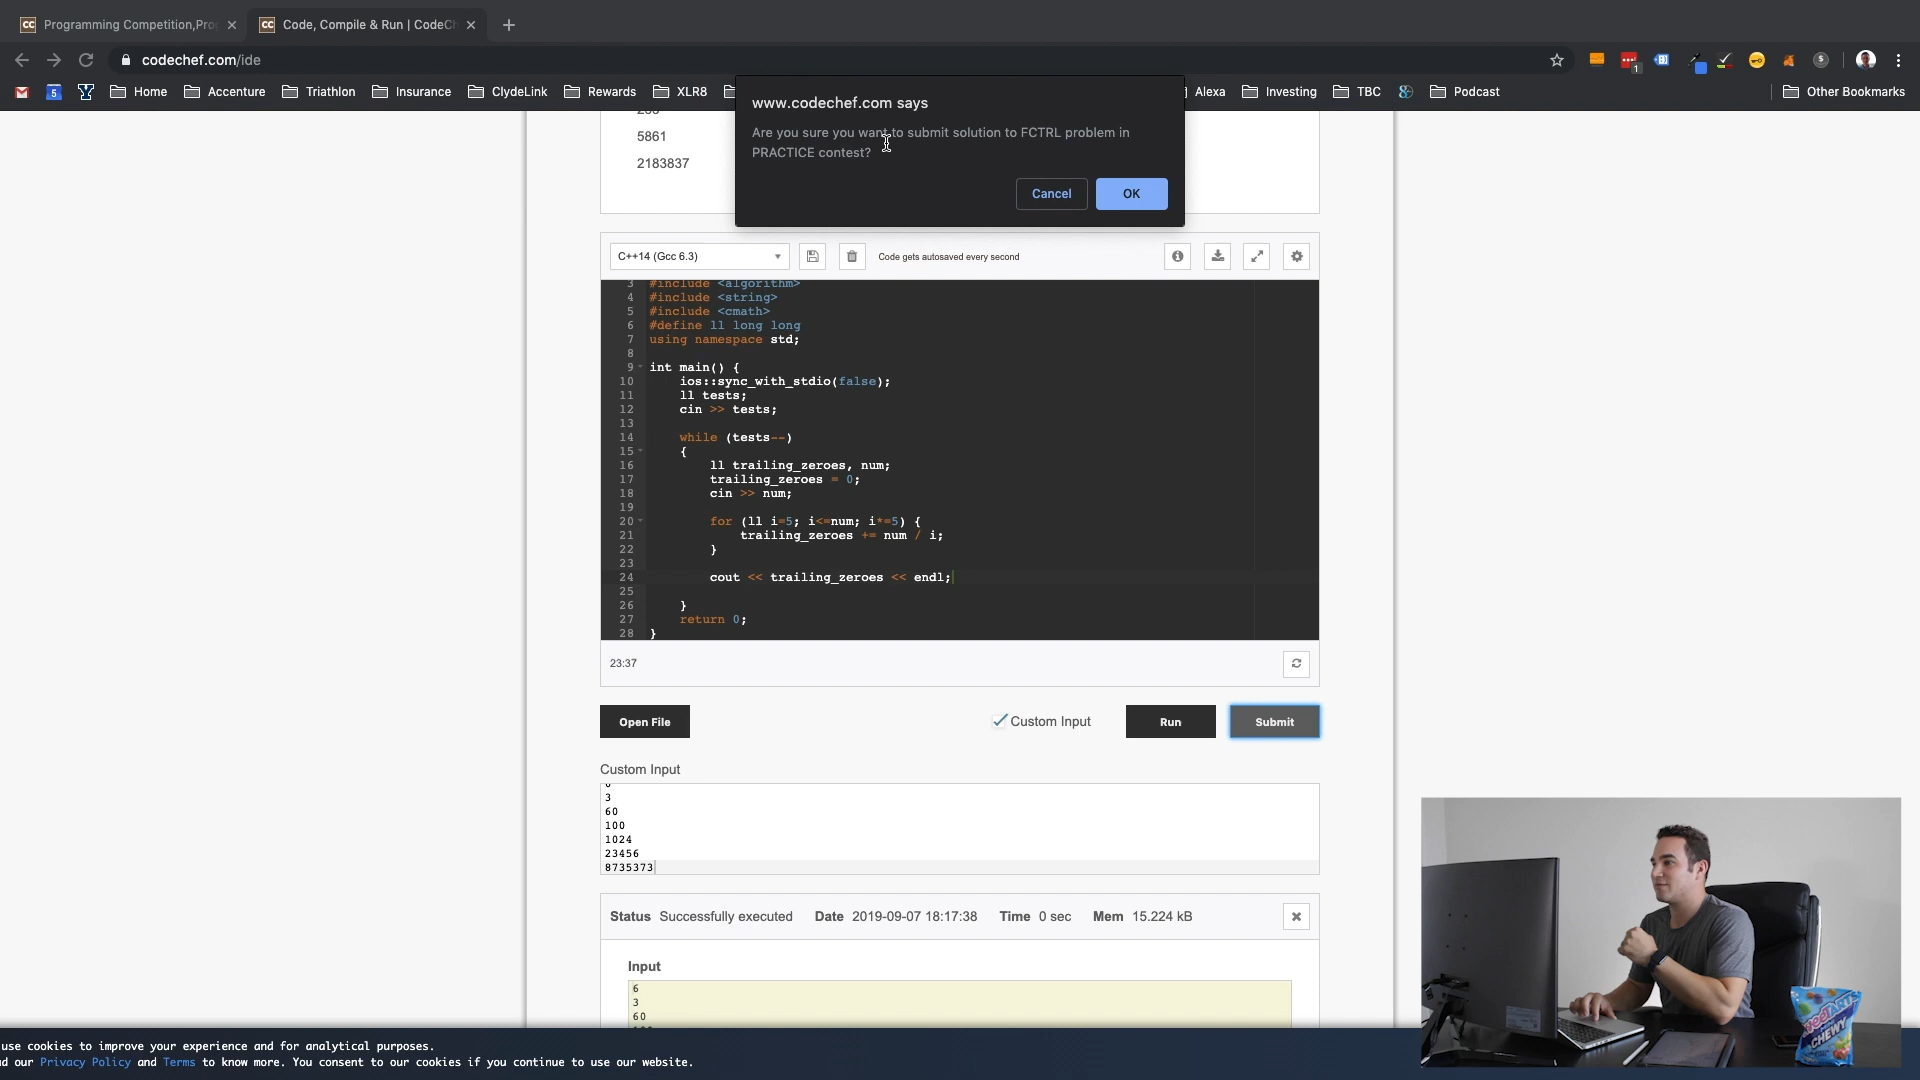 Programming Competition,Pro
Code, Compile & Run | CodeCh
codechef.com/ide
1
5
Home
Accenture
Triathlon
Insurance
ClydeLink
Rewards
XLR8
Alexa
Investing
TBC
Podcast
Other Bookmarks
www.codechef.com says
Are you sure you want to submit solution to FCTRL problem in
PRACTICE contest?
Cancel
OK
5861
2183837
C++14 (Gcc 6.3)
Code gets autosaved every second
3 #include <algorithm>
4 #include <string>
5 #include <cmath>
6 #define ll long long
7 using namespace std;
8
9 int main() {
10 ios::sync_with_stdio(false);
11 ll tests;
12 cin >> tests;
13
14 while (tests--)
15 {
16 ll trailing_zeroes, num;
17 trailing_zeroes = 0;
18 cin >> num;
19
20 for (ll i=5; i<=num; i*=5) {
21 trailing_zeroes += num / i;
22 }
23
24 cout << trailing_zeroes << endl;
25
26 }
27 return 0;
28 }
23:37
Open File
Custom Input
Run
Submit
Custom Input
3
60
100
1024
23456
8735373
Status Successfully executed Date 2019-09-07 18:17:38 Time 0 sec Mem 15.224 kB
Input
6
3
60
use cookies to improve your experience and for analytical purposes.
d our Privacy Policy and Terms to know more. You consent to our cookies if you continue to use our website.
CHEWY